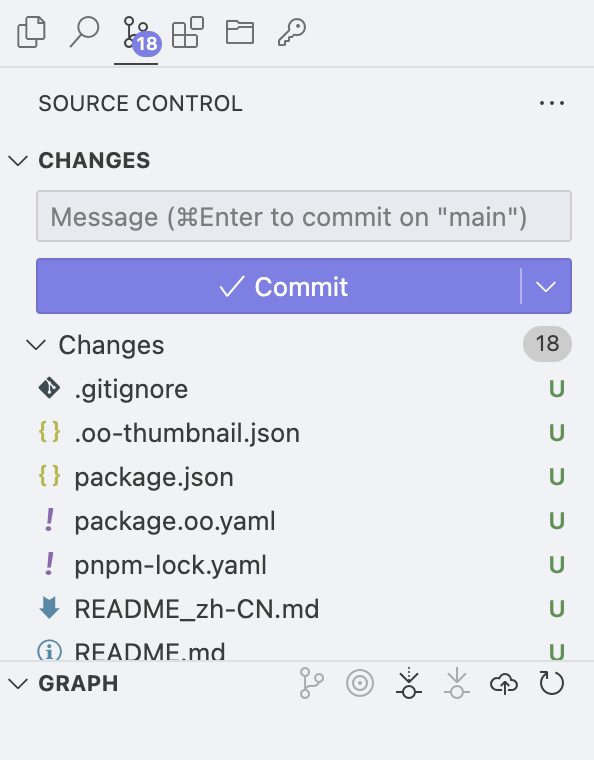 18
SOURCE CONTROL
CHANGES
Message (⌘Enter to commit on "main")
Commit
Changes 18
.gitignore U
{} .oo-thumbnail.json U
{} package.json U
! package.oo.yaml U
! pnpm-lock.yaml U
README_zh-CN.md U
README.md U
GRAPH